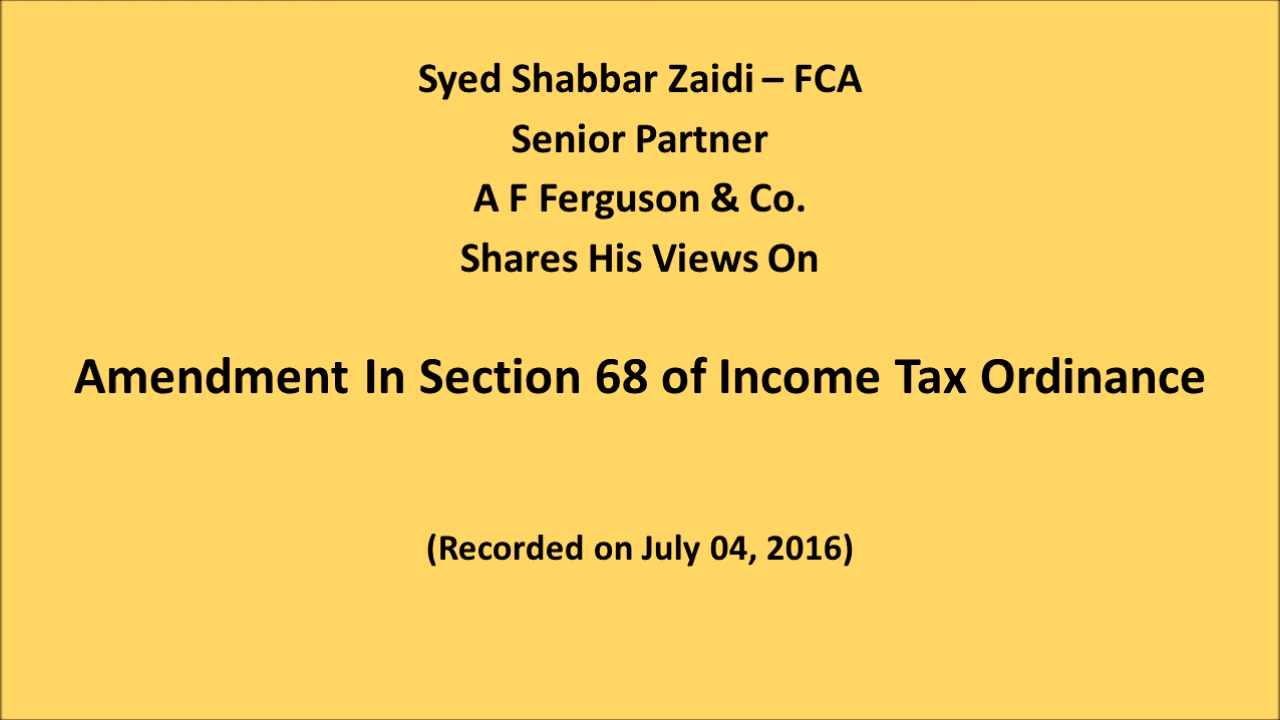 Syed Shabbar Zaidi – FCA
Senior Partner
A F Ferguson & Co.
Shares His Views On
Amendment In Section 68 of Income Tax Ordinance
(Recorded on July 04, 2016)